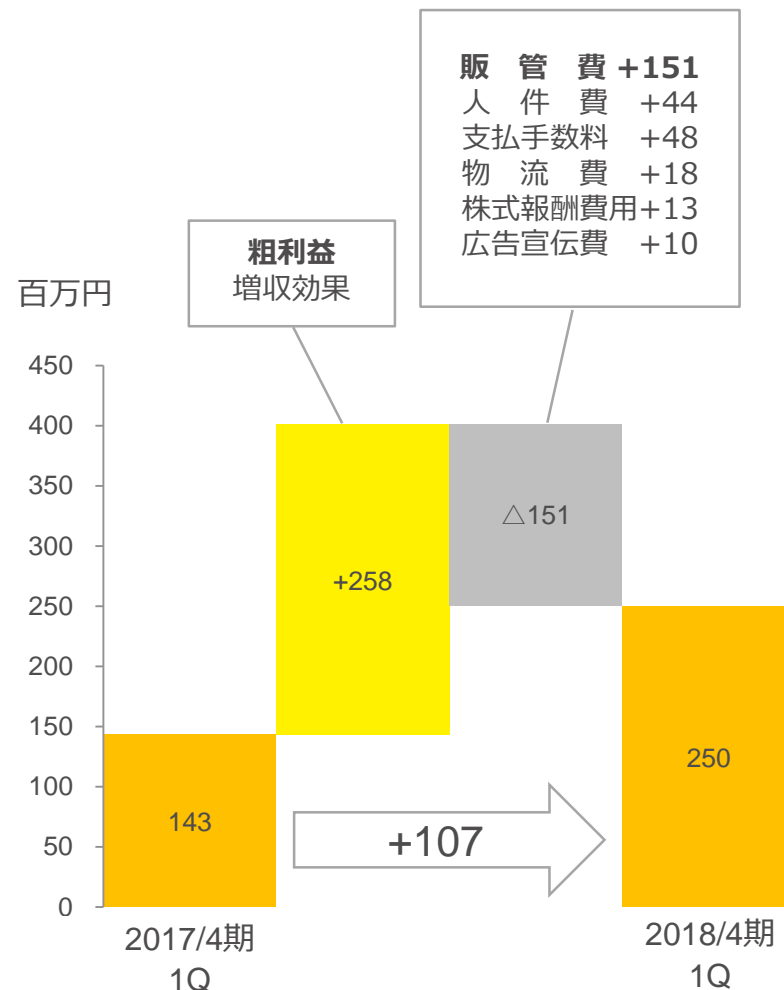 販　管　費 +151
人　件　費　+44
支払手数料　+48
物　流　費　+18
株式報酬費用+13
広告宣伝費　+10
粗利益
増収効果
百万円
450
400
350
300
250
200
150
100
50
0
+258
△151
143
250
+107
2017/4期
1Q
2018/4期
1Q